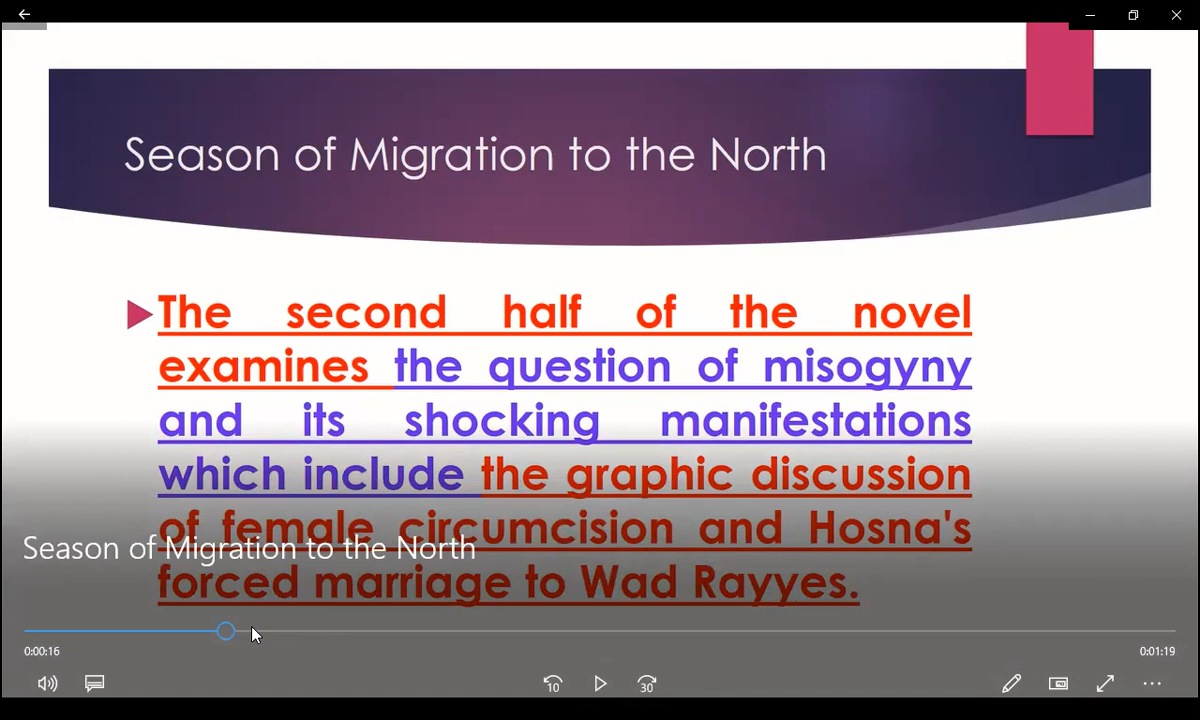 Season of Migration to the North
The second half of the novel
examines the question of misogyny
and its shocking manifestations
which include the graphic discussion
of female circumcision and Hosna's
Season of Migration to the North
forced marriage to Wad Rayyes.
0:00:16
0:01:19
10
30